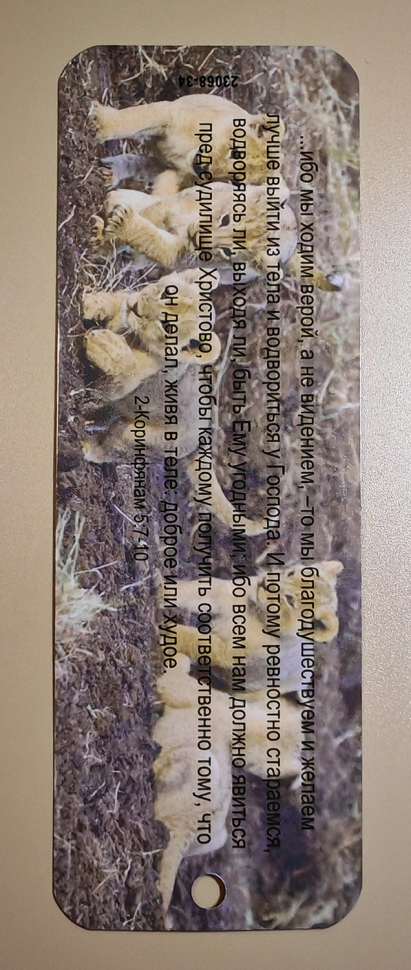 ...ибо мы ходим верой, а не видением, –то мы благодушествуем и желаем
лучше выйти из тела и водвориться у Господа. И потому ревностно стараемся,
водворяясь ли, выходя ли, быть Ему угодными; ибо всем нам должно явиться
пред судилище Христово, чтобы каждому получить соответственно тому, что
он делал, живя в теле: доброе или худое.
2-Коринфянам 5:7-10
23068-34